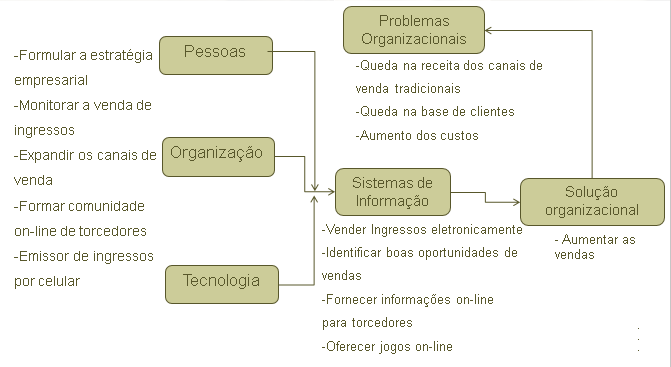 Problemas
Organizacionais
-Queda na receita dos canais de
venda tradicionais
-Queda na base de clientes
-Aumento dos custos
Pessoas
Organização
Tecnologia
-Formular a estratégia
empresarial
-Monitorar a venda de
ingressos
-Expandir os canais de
venda
-Formar comunidade
on-line de torcedores
-Emissor de ingressos
por celular
Sistemas de
Informação
-Vender Ingressos eletronicamente
-Identificar boas oportunidades de
vendas
-Fornecer informações on-line
para torcedores
-Oferecer jogos on-line
Solução
organizacional
- Aumentar as
vendas